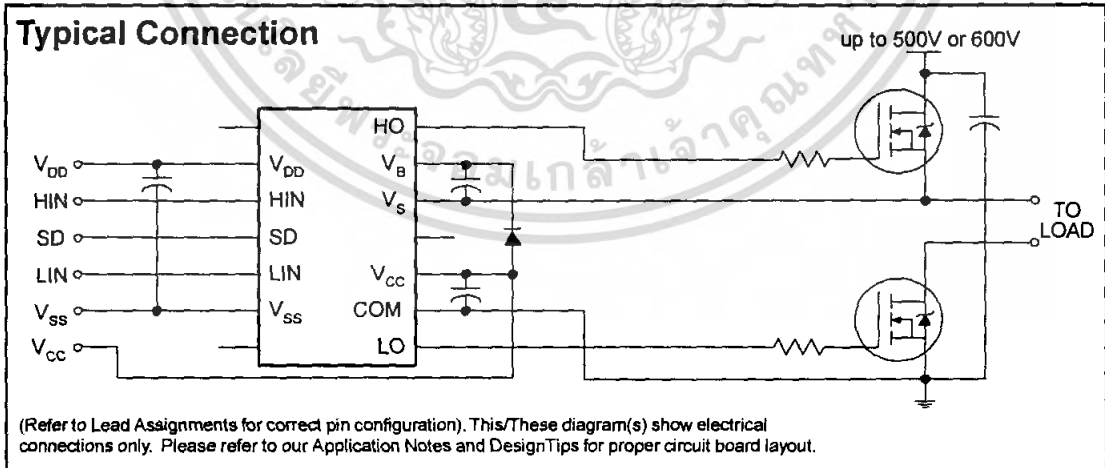 Typical Connection
up to 500V or 600V
HO
V_DD V_DD V_B
HIN HIN V_S
SD SD
TO
LOAD
LIN LIN V_CC
V_SS V_SS COM
V_CC LO
(Refer to Lead Assignments for correct pin configuration). This/These diagram(s) show electrical
connections only. Please refer to our Application Notes and DesignTips for proper circuit board layout.